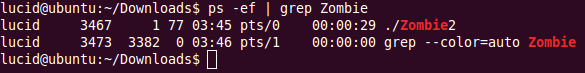 lucid@ubuntu:~/Downloads$ ps -ef | grep Zombie
lucid     3467     1 77 03:45 pts/0    00:00:29 ./Zombie2
lucid     3473  3382  0 03:46 pts/1    00:00:00 grep --color=auto Zombie
lucid@ubuntu:~/Downloads$